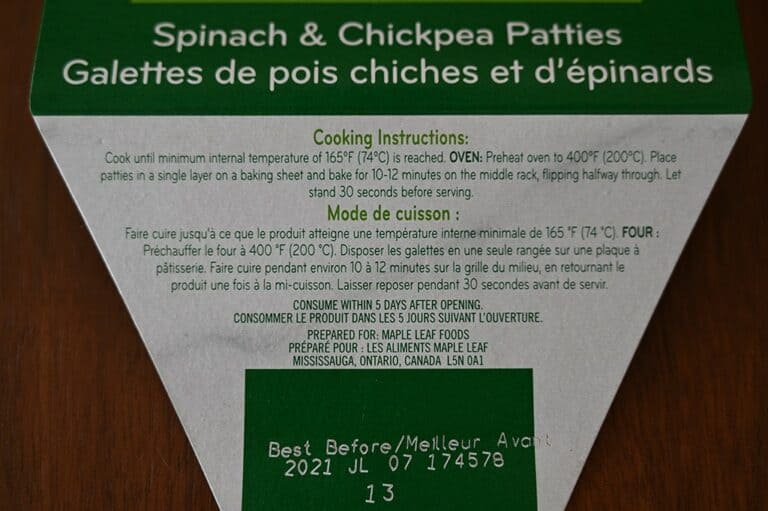 Spinach & Chickpea Patties
Galettes de pois chiches et d'épinards
Cooking Instructions:
Cook until minimum internal temperature of 165°F (74°C) is reached. OVEN: Preheat oven to 400°F (200°C). Place
patties in a single layer on a baking sheet and bake for 10-12 minutes on the middle rack, flipping halfway through. Let
stand 30 seconds before serving.
Mode de cuisson :
Faire cuire jusqu'à ce que le produit atteigne une température interne minimale de 165 °F (74 °C). FOUR :
Préchauffer le four à 400 °F (200 °C). Disposer les galettes en une seule rangée sur une plaque à
pâtisserie. Faire cuire pendant environ 10 à 12 minutes sur la grille du milieu, en retournant le
produit une fois à la mi-cuisson. Laisser reposer pendant 30 secondes avant de servir.
CONSUME WITHIN 5 DAYS AFTER OPENING.
CONSOMMER LE PRODUIT DANS LES 5 JOURS SUIVANT L'OUVERTURE.
PREPARED FOR: MAPLE LEAF FOODS
PRÉPARÉ POUR : LES ALIMENTS MAPLE LEAF
MISSISSAUGA, ONTARIO, CANADA L5N 0A1
Best Before/Meilleur Avant
2021 JL 07 174578
13